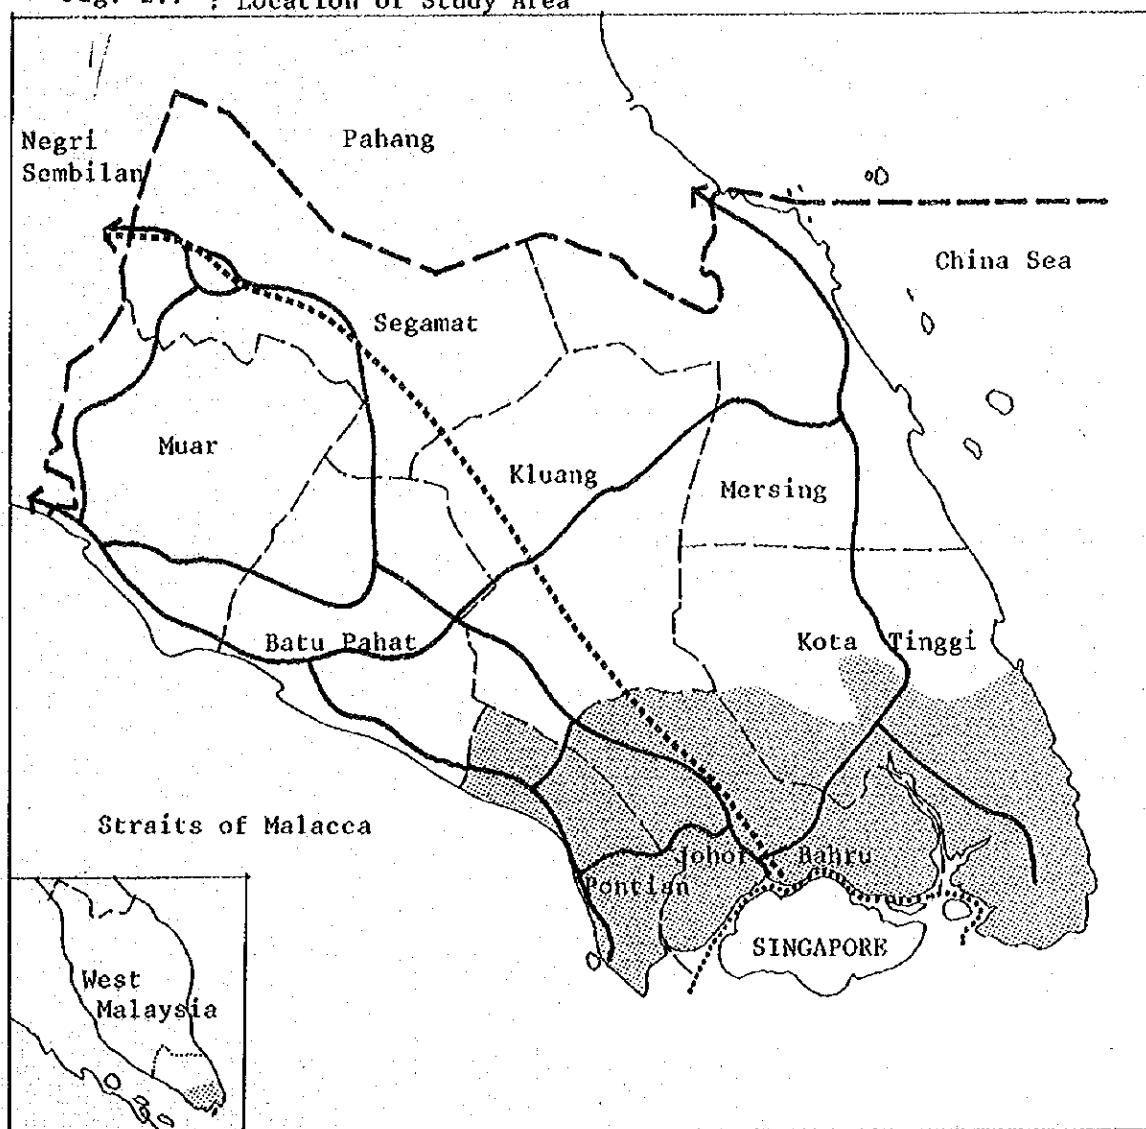 : Location of Study Area
Negri
Sembilan
Pahang
China Sea
Segamat
Muar
Kluang
Mersing
Batu Pahat
Kota Tinggi
Straits of Malacca
Johor Bahru
Pontian
SINGAPORE
West
Malaysia